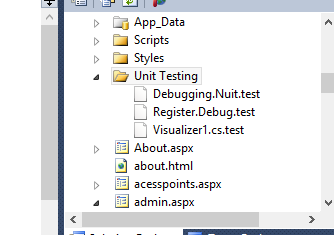 App_Data
Scripts
Styles
Unit Testing
Debugging.Nuit.test
Register.Debug.test
Visualizer1.cs.test
About.aspx
about.html
acesspoints.aspx
admin.aspx